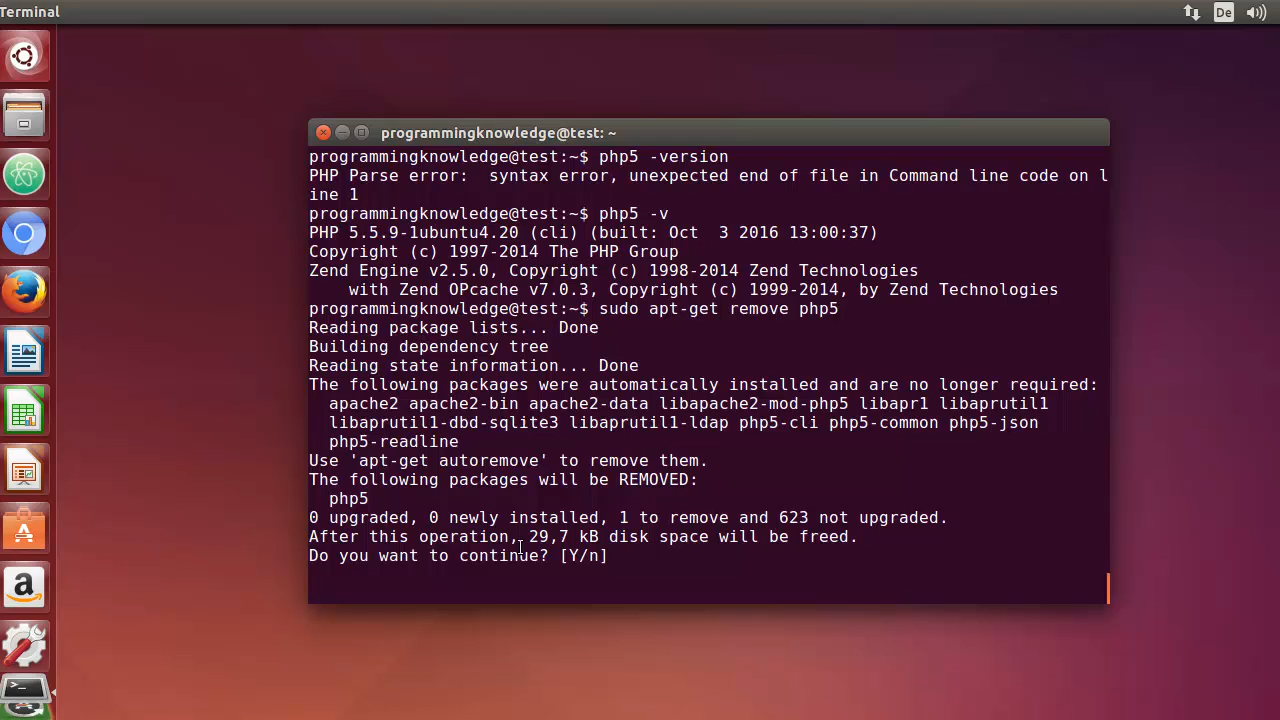 Terminal
De
programmingknowledge@test: ~
programmingknowledge@test:~$ php5 -version
PHP Parse error:  syntax error, unexpected end of file in Command line code on l
ine 1
programmingknowledge@test:~$ php5 -v
PHP 5.5.9-1ubuntu4.20 (cli) (built: Oct  3 2016 13:00:37)
Copyright (c) 1997-2014 The PHP Group
Zend Engine v2.5.0, Copyright (c) 1998-2014 Zend Technologies
    with Zend OPcache v7.0.3, Copyright (c) 1999-2014, by Zend Technologies
programmingknowledge@test:~$ sudo apt-get remove php5
Reading package lists... Done
Building dependency tree
Reading state information... Done
The following packages were automatically installed and are no longer required:
  apache2 apache2-bin apache2-data libapache2-mod-php5 libapr1 libaprutil1
  libaprutil1-dbd-sqlite3 libaprutil1-ldap php5-cli php5-common php5-json
  php5-readline
Use 'apt-get autoremove' to remove them.
The following packages will be REMOVED:
  php5
0 upgraded, 0 newly installed, 1 to remove and 623 not upgraded.
After this operation, 29,7 kB disk space will be freed.
Do you want to continue? [Y/n]